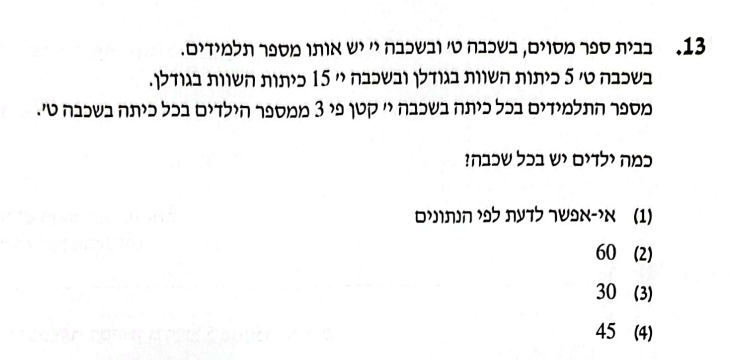 13. בבית ספר מסוים, בשכבה ט׳ ובשכבה י׳ יש אותו מספר תלמידים.
בשכבה ט׳ 5 כיתות השוות בגודלן ובשכבה י׳ 15 כיתות השוות בגודלן.
מספר התלמידים בכל כיתה בשכבה י׳ קטן פי 3 ממספר הילדים בכל כיתה בשכבה ט׳.
כמה ילדים יש בכל שכבה?
(1) אי-אפשר לדעת לפי הנתונים
(2) 60
(3) 30
(4) 45